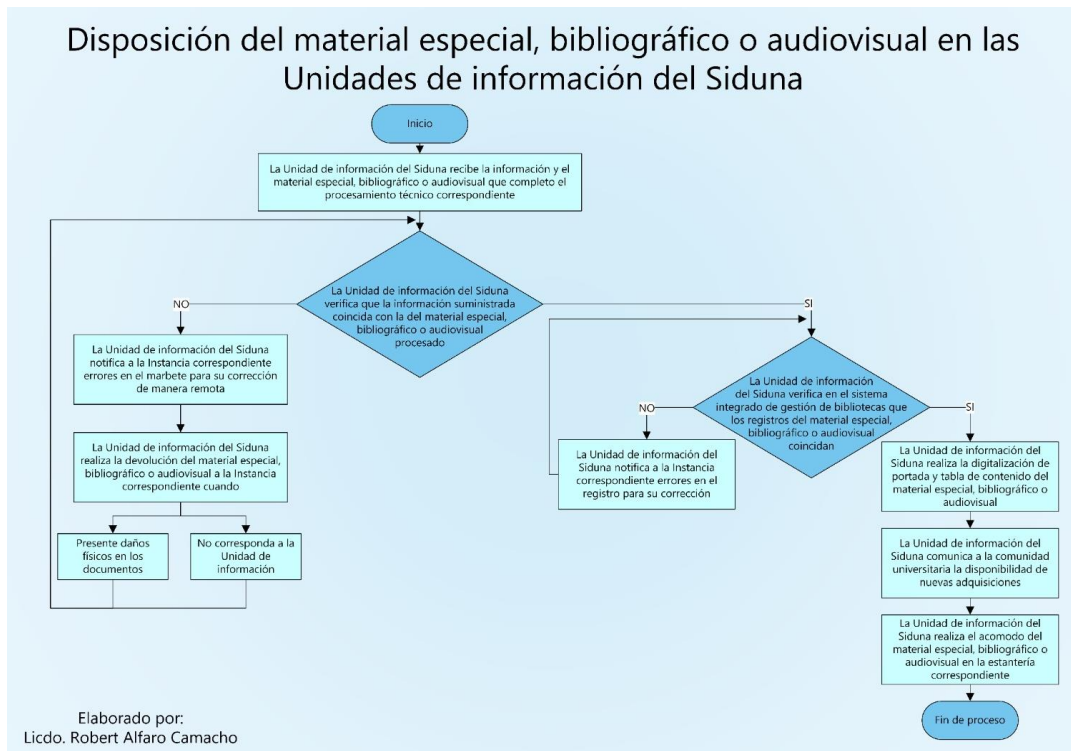 Disposición del material especial, bibliográfico o audiovisual en las
Unidades de información del Siduna
Inicio
La Unidad de información del Siduna recibe la información y el
material especial, bibliográfico o audiovisual que completo el
procesamiento técnico correspondiente
La Unidad de información del Siduna
verifica que la información suministrada
coincida con la del material especial,
bibliográfico o audiovisual
procesado
NO
SI
La Unidad de información del Siduna
notifica a la Instancia correspondiente
errores en el marbete para su corrección
de manera remota
La Unidad de información del Siduna
realiza la devolución del material especial,
bibliográfico o audiovisual a la Instancia
correspondiente cuando
Presente daños
físicos en los
documentos
No corresponda a la
Unidad de
información
La Unidad de información
del Siduna verifica en el sistema
integrado de gestión de bibliotecas que
los registros del material especial,
bibliográfico o audiovisual
coincidan
NO
SI
La Unidad de información del
Siduna notifica a la Instancia
correspondiente errores en el
registro para su corrección
La Unidad de información del
Siduna realiza la digitalización de
portada y tabla de contenido del
material especial, bibliográfico o
audiovisual
La Unidad de información del
Siduna comunica a la comunidad
universitaria la disponibilidad de
nuevas adquisiciones
La Unidad de información del
Siduna realiza el acomodo del
material especial, bibliográfico o
audiovisual en la estantería
correspondiente
Fin de proceso
Elaborado por:
Licdo. Robert Alfaro Camacho